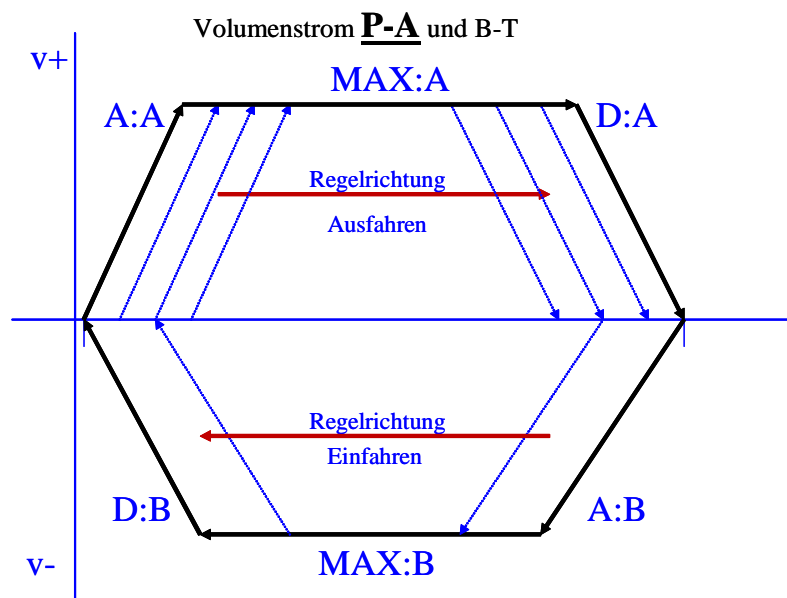 Volumenstrom P-A und B-T
v+
MAX:A
A:A
D:A
Regelrichtung
Ausfahren
Regelrichtung
Einfahren
D:B
A:B
MAX:B
v-